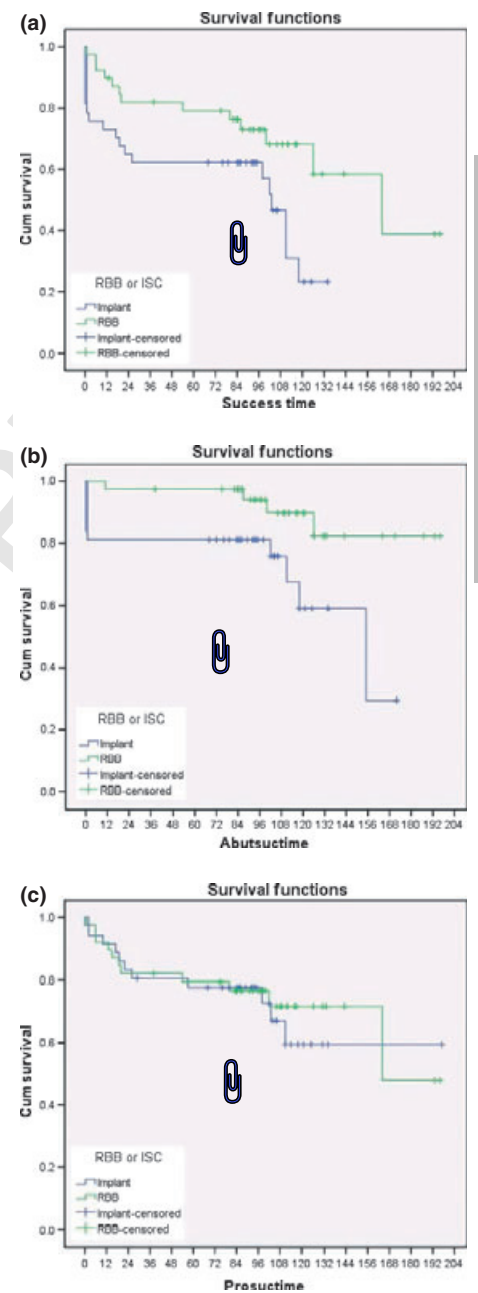 (a)
Survival functions
Cum survival
1.0
0.8
0.6
0.4
0.2
0.0
RBB or ISC
Implant
RBB
Implant-censored
RBB-censored
0 12 24 36 48 60 72 84 96 108 120 132 144 156 168 180 192 204
Success time
(b)
Survival functions
Cum survival
1.0
0.8
0.6
0.4
0.2
0.0
RBB or ISC
Implant
RBB
Implant-censored
RBB-censored
0 12 24 36 48 60 72 84 96 108 120 132 144 156 168 180 192 204
Abutsuctime
(c)
Survival functions
Cum survival
1.0
0.8
0.6
0.4
0.2
0.0
RBB or ISC
Implant
RBB
Implant-censored
RBB-censored
0 12 24 36 48 60 72 84 96 108 120 132 144 156 168 180 192 204
Prosuctime